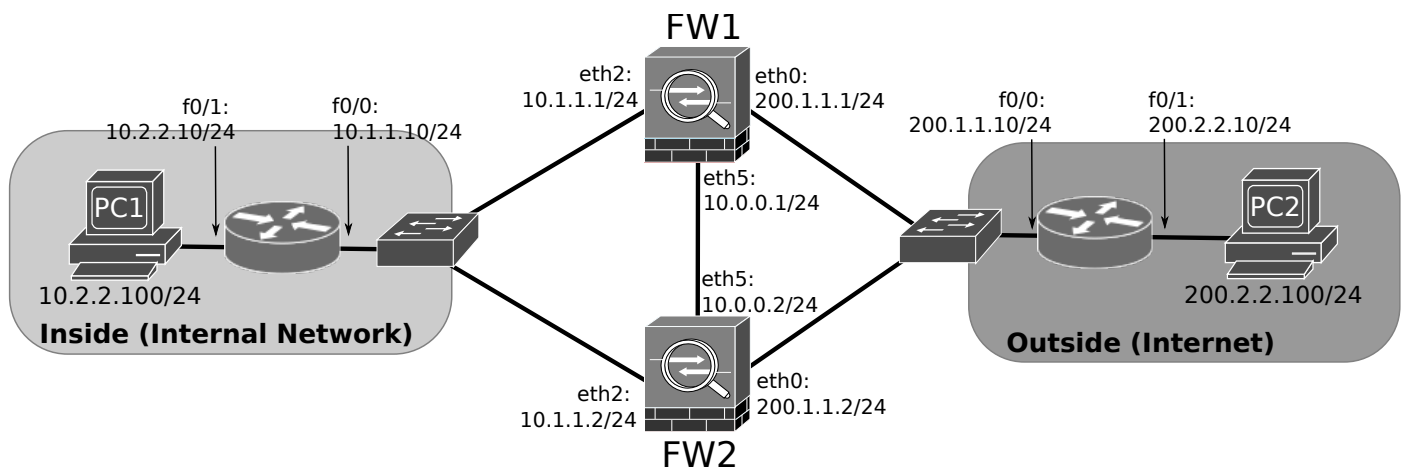 FW1
eth2:
10.1.1.1/24
eth0:
200.1.1.1/24
f0/1:
10.2.2.10/24
f0/0:
10.1.1.10/24
f0/0:
200.1.1.10/24
f0/1:
200.2.2.10/24
eth5:
10.0.0.1/24
PC1
PC2
10.2.2.100/24
200.2.2.100/24
Inside (Internal Network)
Outside (Internet)
eth5:
10.0.0.2/24
eth2:
10.1.1.2/24
eth0:
200.1.1.2/24
FW2